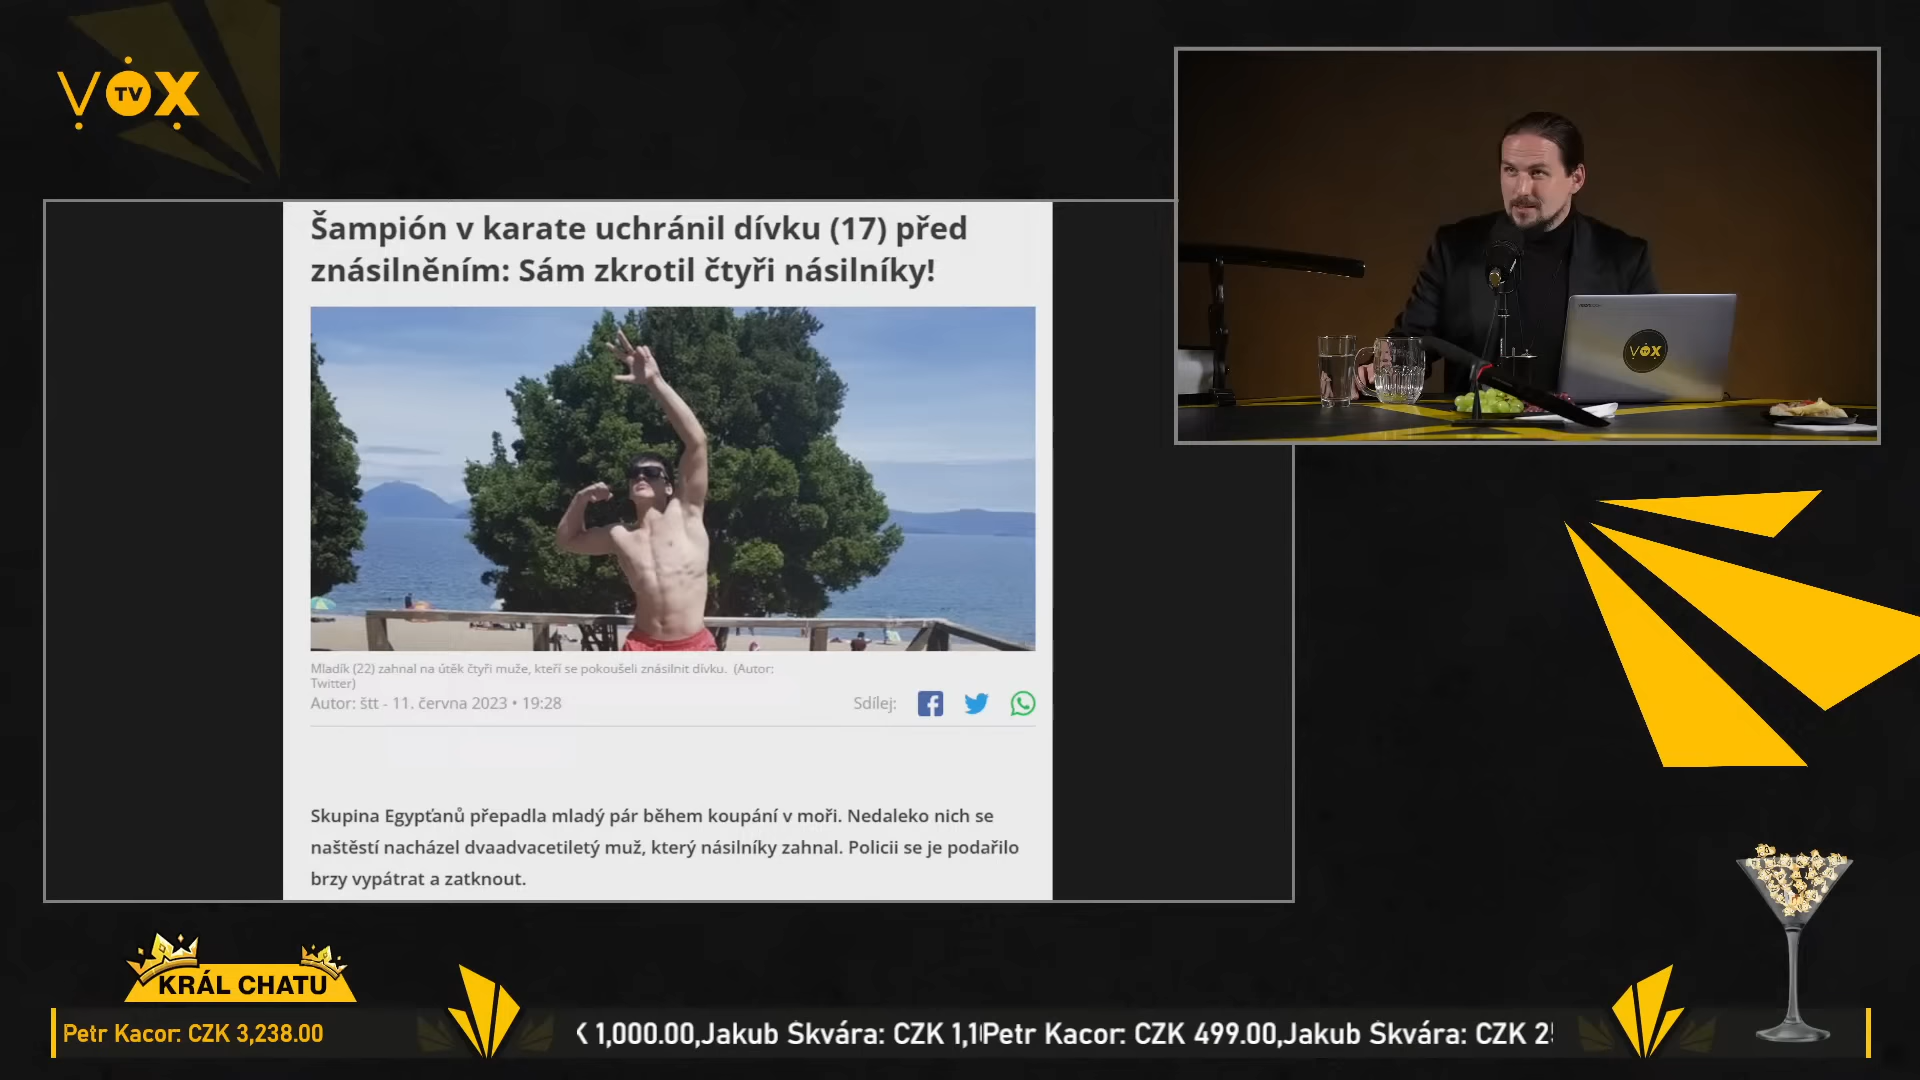 VOX
TV
Šampión v karate uchránil dívku (17) před
znásilněním: Sám zkrotil čtyři násilníky!
Mladík (22) zahnal na útěk čtyři muže, kteří se pokoušeli znásilnit dívku. (Autor:
Twitter)
Autor: štt - 11. června 2023 • 19:28
Sdílej:
Skupina Egypťanů přepadla mladý pár během koupání v moři. Nedaleko nich se
naštěstí nacházel dvaadvacetiletý muž, který násilníky zahnal. Policii se je podařilo
brzy vypátrat a zatknout.
VOX
KRÁL CHATU
Petr Kacor: CZK 3,238.00
K 1,000.00,Jakub Škvára: CZK 1,1
Petr Kacor: CZK 499.00,Jakub Škvára: CZK 2